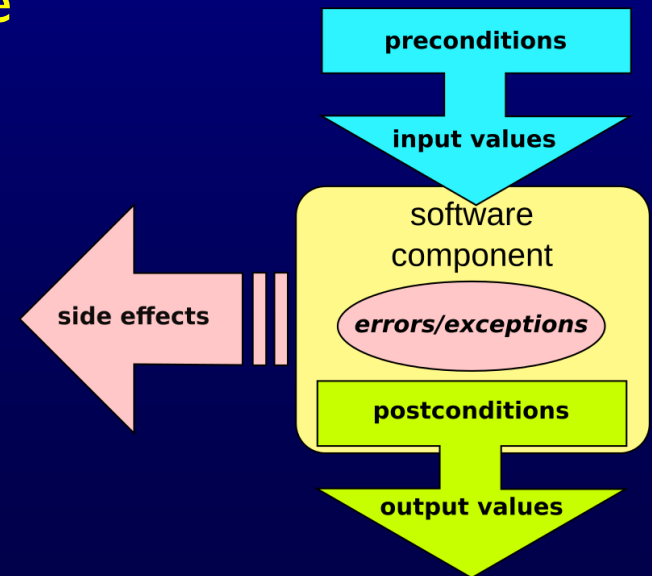 e
preconditions
input values
software
component
side effects
errors/exceptions
postconditions
output values